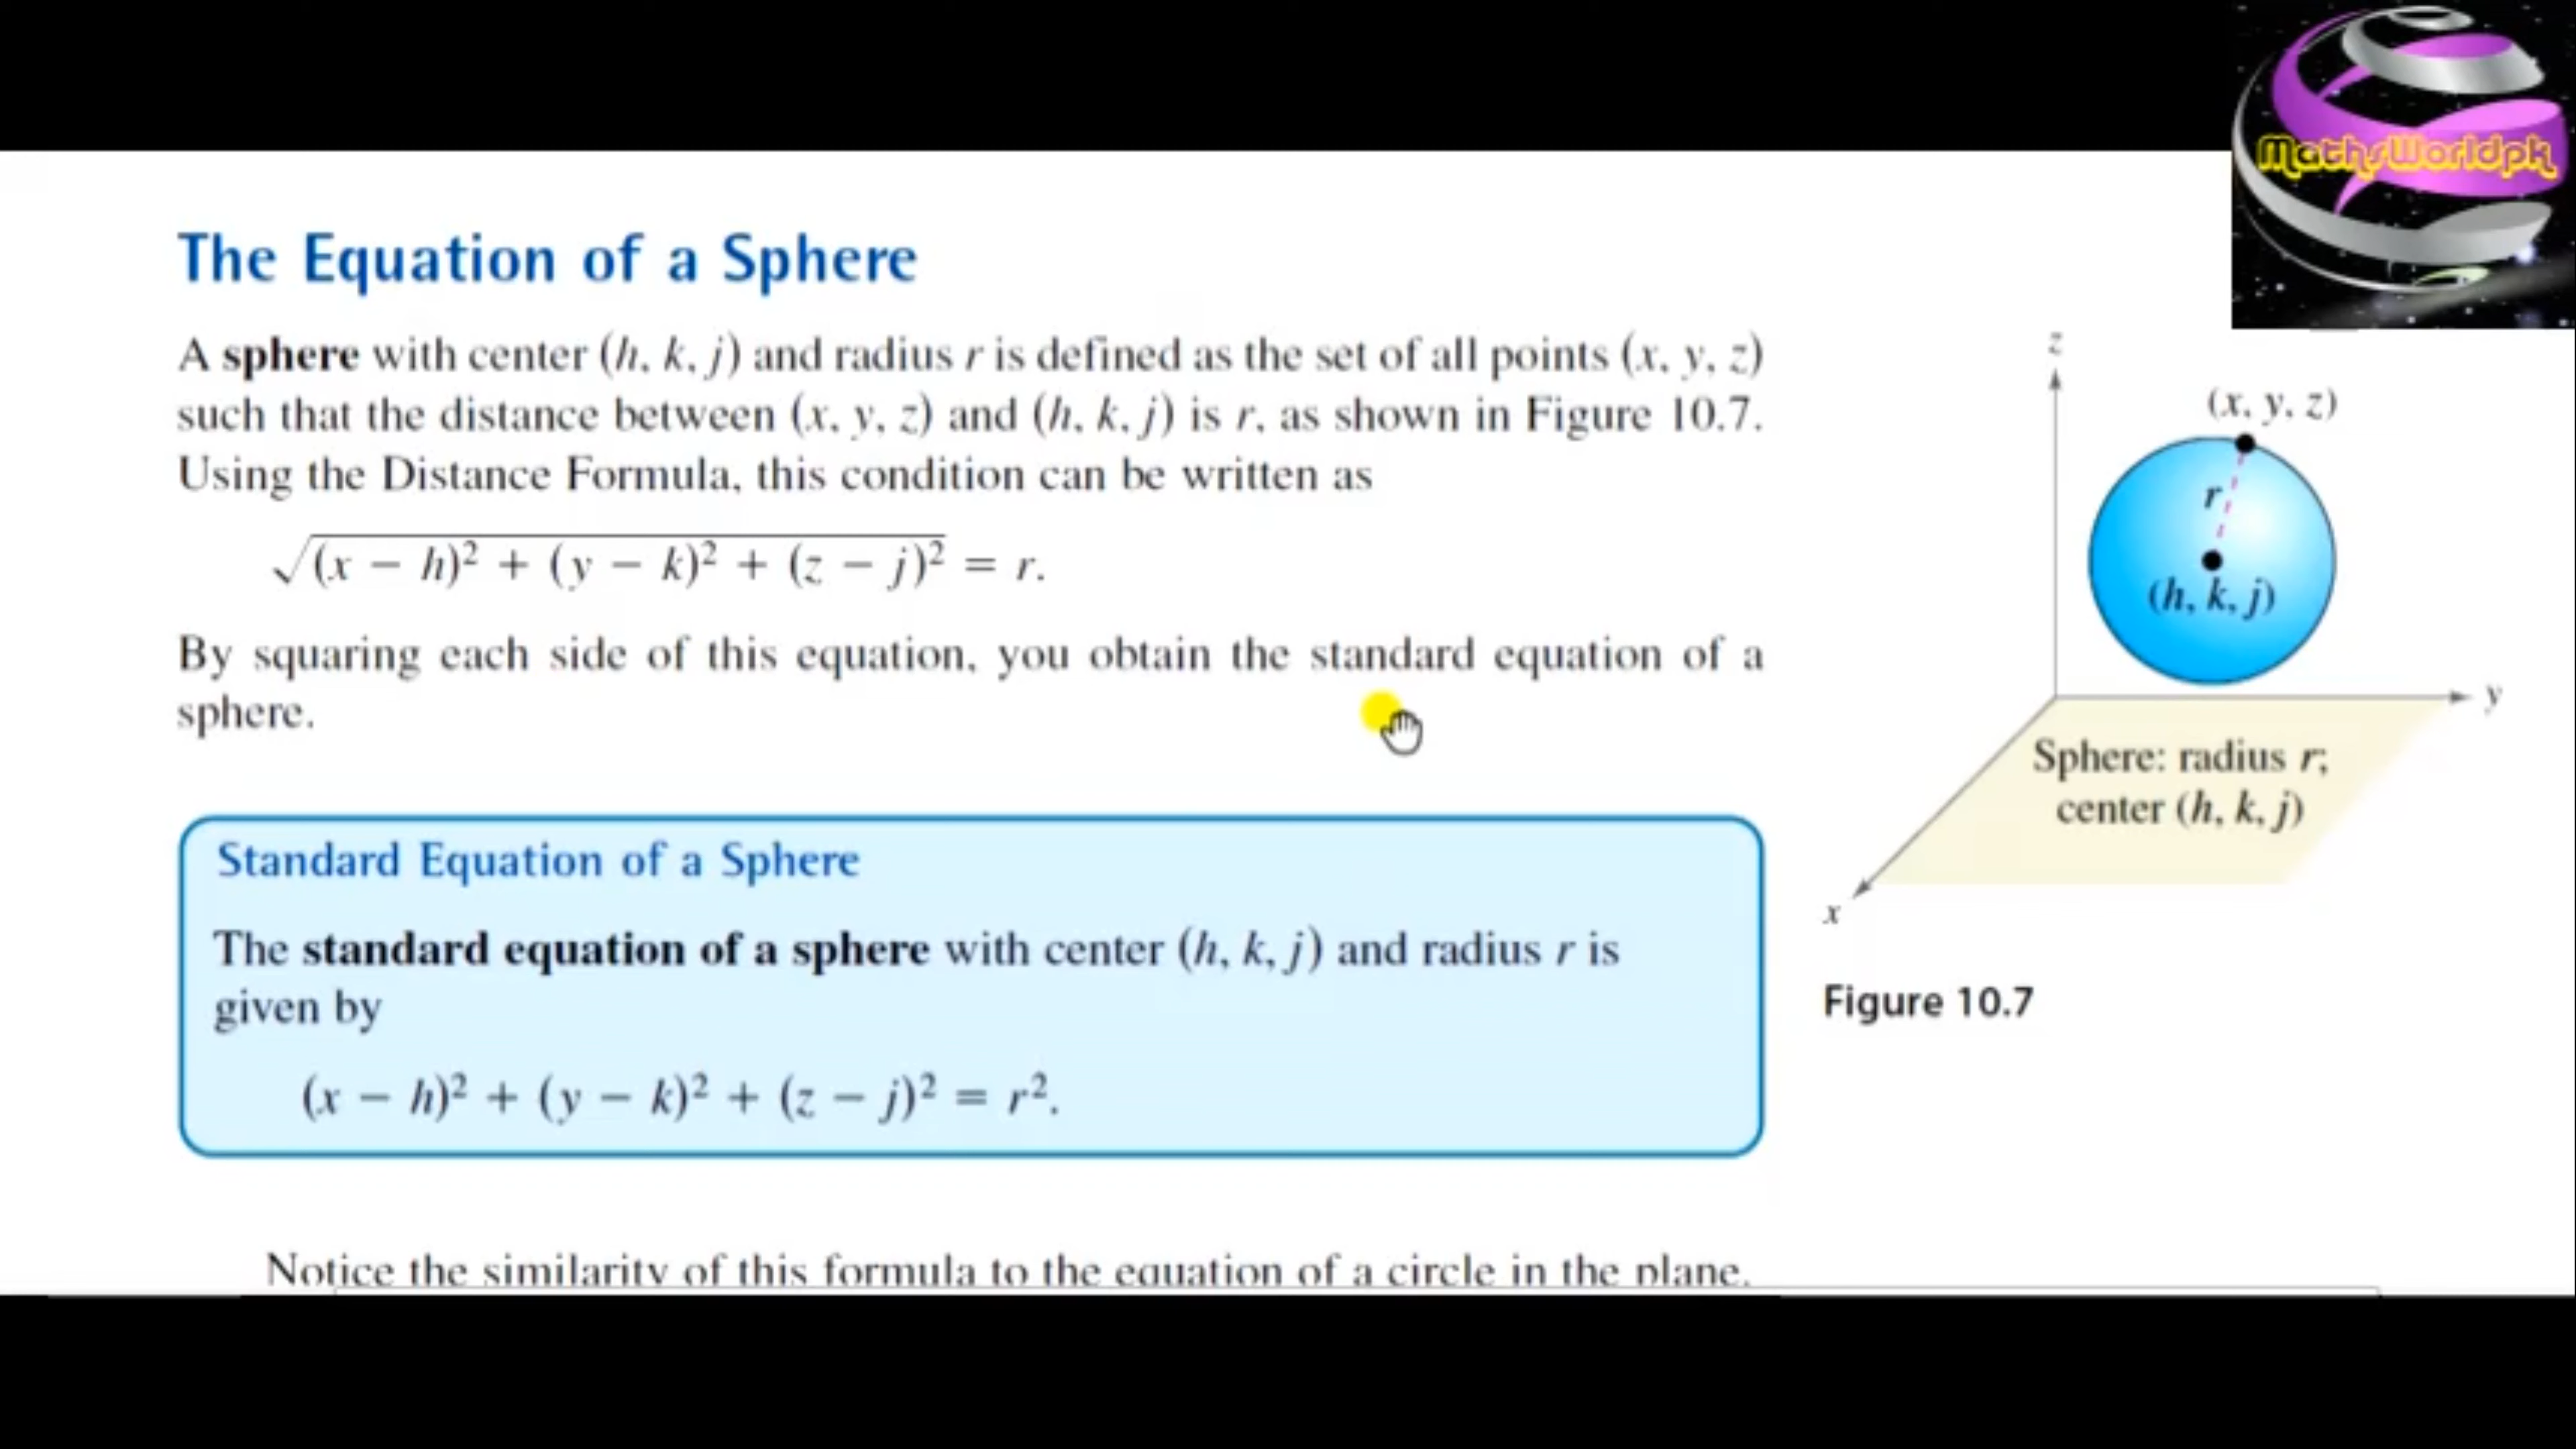 MathsWorldpk
The Equation of a Sphere
A sphere with center (h, k, j) and radius r is defined as the set of all points (x, y, z)
such that the distance between (x, y, z) and (h, k, j) is r, as shown in Figure 10.7.
Using the Distance Formula, this condition can be written as
√(x − h)² + (y − k)² + (z − j)² = r.
By squaring each side of this equation, you obtain the standard equation of a
sphere.
Standard Equation of a Sphere
The standard equation of a sphere with center (h, k, j) and radius r is
given by
(x − h)² + (y − k)² + (z − j)² = r².
Notice the similarity of this formula to the equation of a circle in the plane.
z
(x, y, z)
r
(h, k, j)
y
Sphere: radius r;
center (h, k, j)
x
Figure 10.7